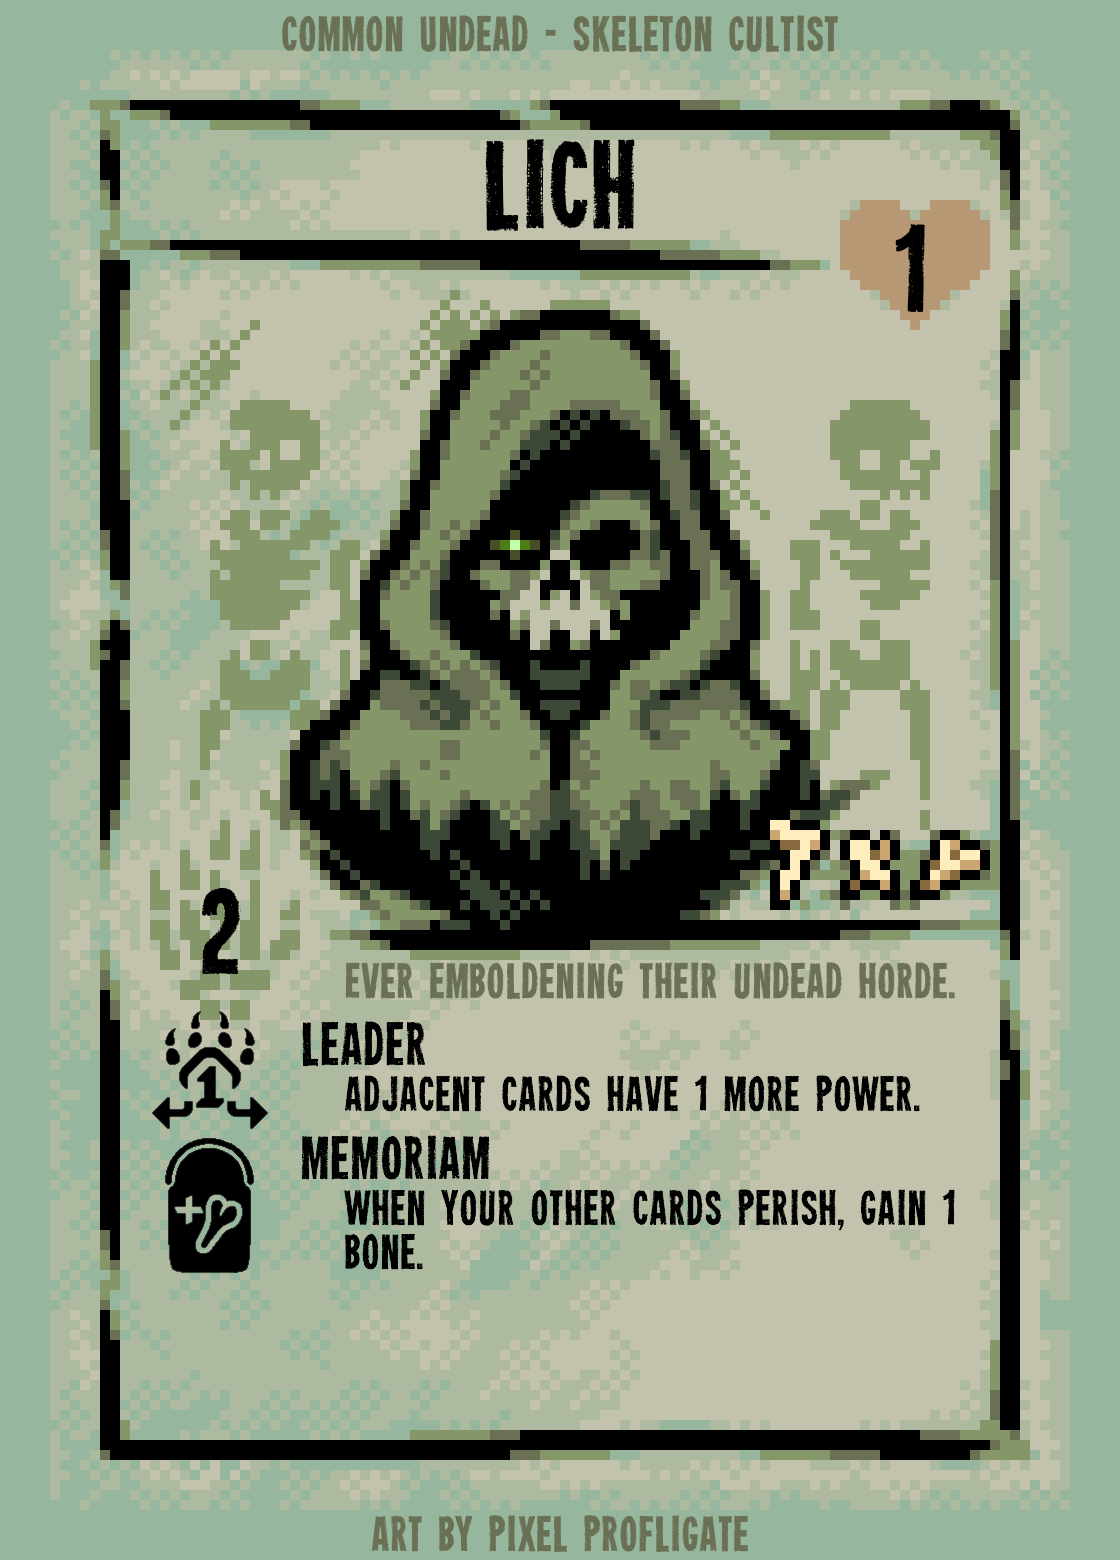 COMMON UNDEAD - SKELETON CULTIST
LICH
1
7 X
2
EVER EMBOLDENING THEIR UNDEAD HORDE.
LEADER
ADJACENT CARDS HAVE 1 MORE POWER.
1
MEMORIAM
WHEN YOUR OTHER CARDS PERISH, GAIN 1
BONE.
+
ART BY PIXEL PROFLIGATE